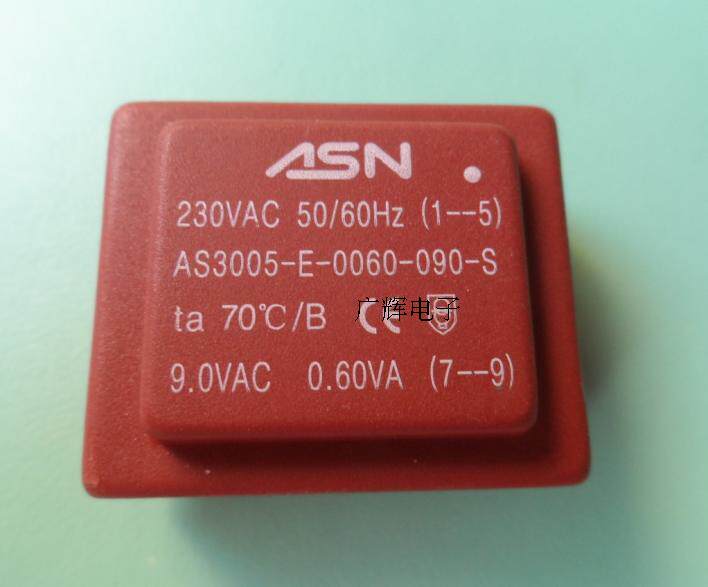 ASN
230VAC 50/60Hz (1--5)
AS3005-E-0060-090-S
ta 70℃/B CE
广辉电子
9.0VAC 0.60VA (7--9)